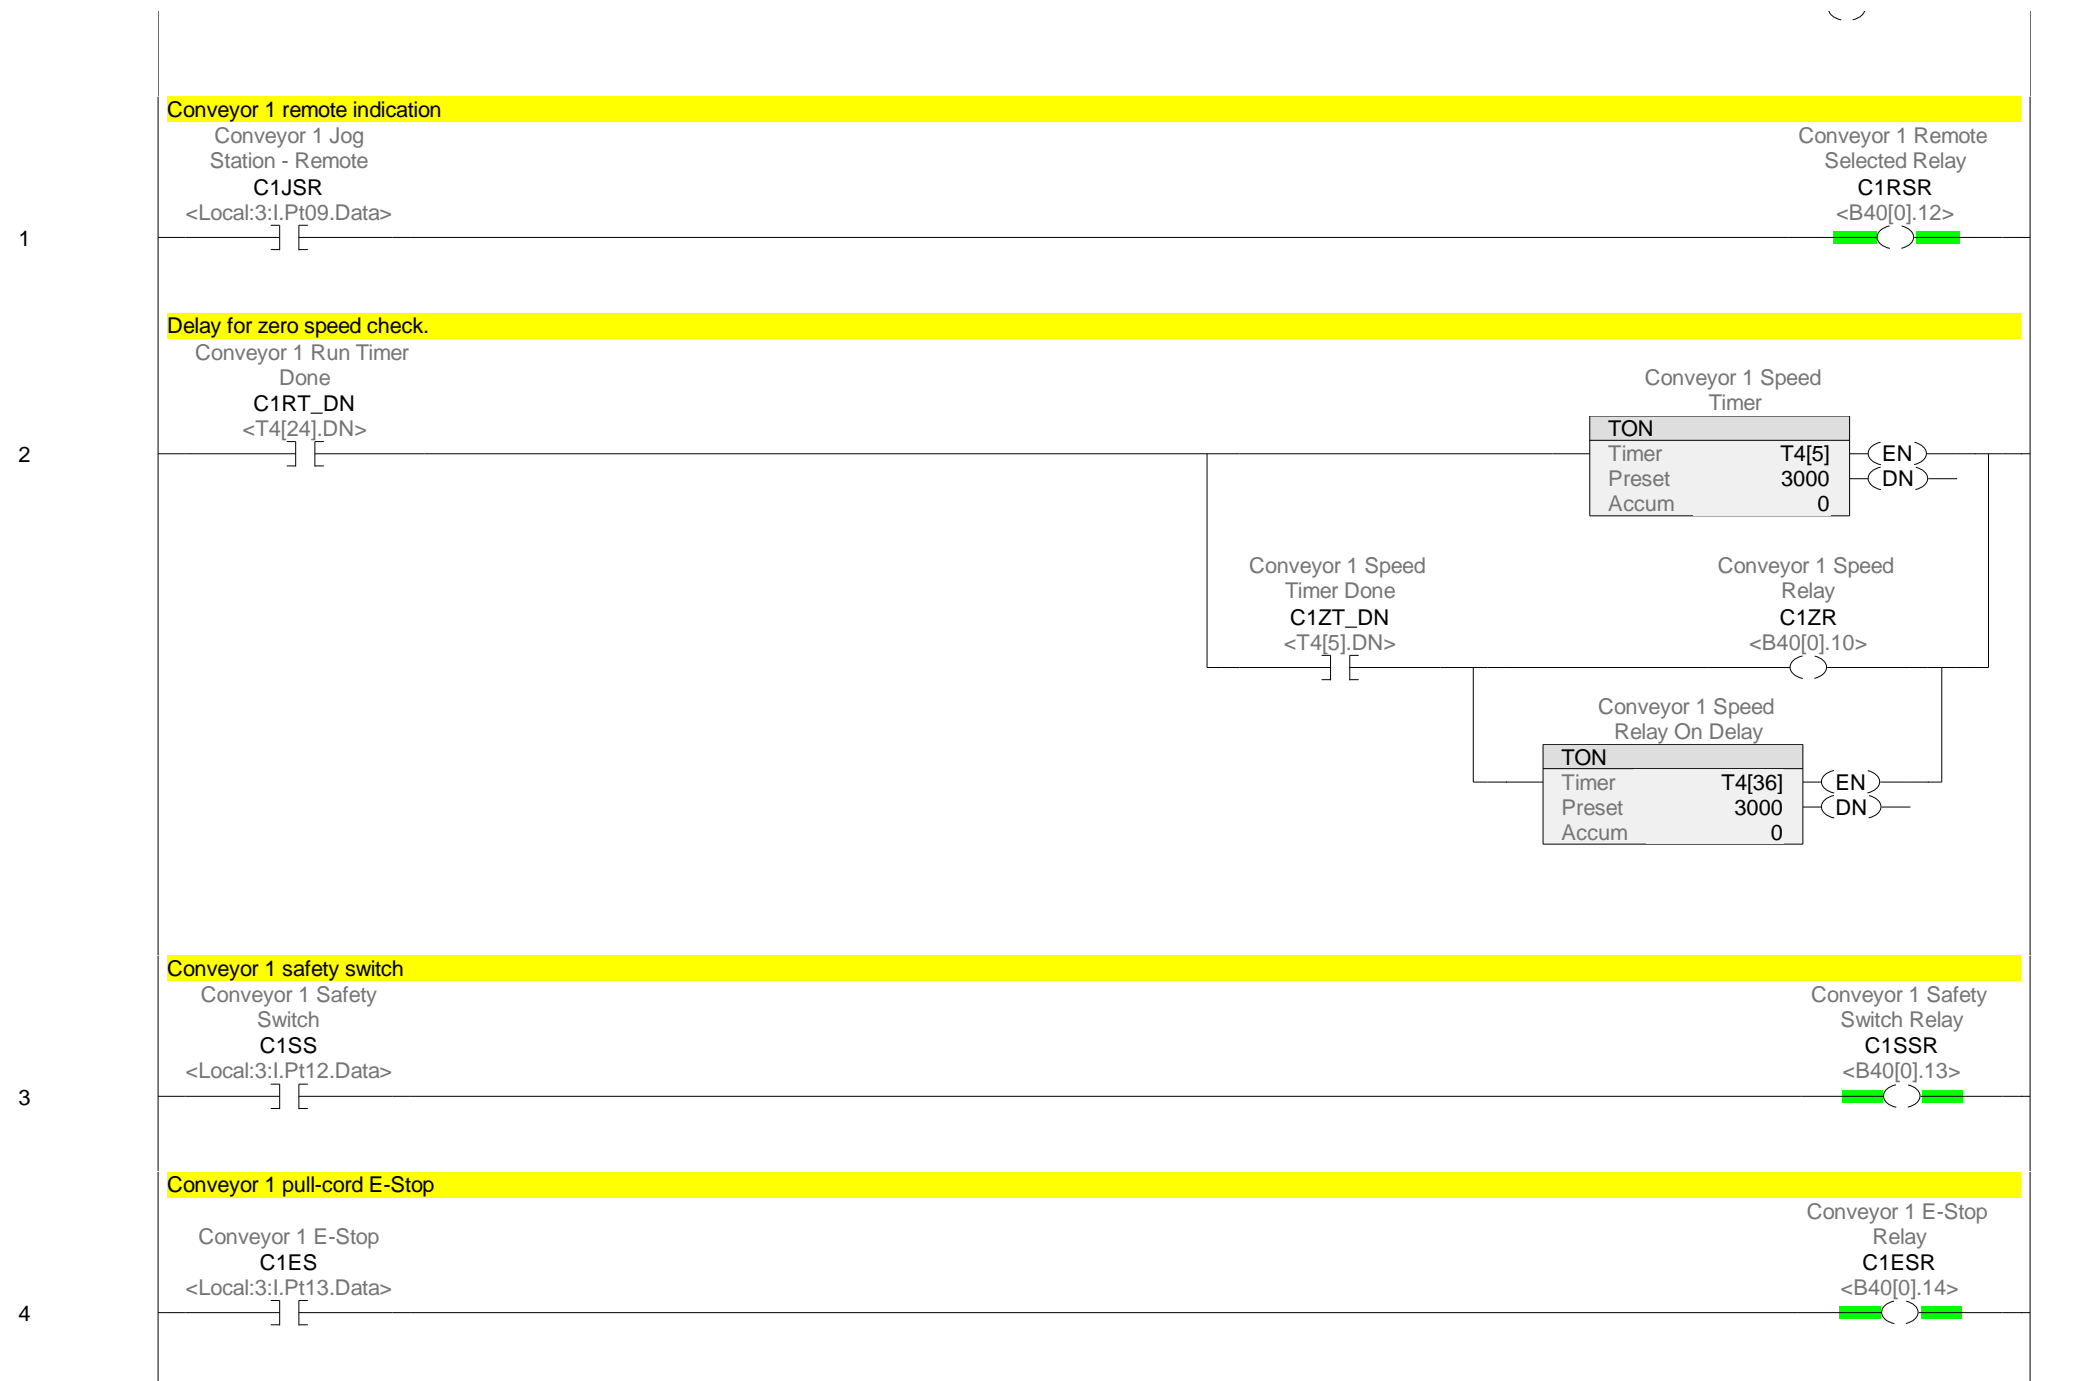 Conveyor 1 remote indication
Conveyor 1 Jog
Station - Remote
C1JSR
<Local:3:I.Pt09.Data>
Conveyor 1 Remote
Selected Relay
C1RSR
<B40[0].12>
1
Delay for zero speed check.
Conveyor 1 Run Timer
Done
C1RT_DN
<T4[24].DN>
2
Conveyor 1 Speed
Timer
TON
Timer T4[5]
Preset 3000
Accum 0
EN
DN
Conveyor 1 Speed
Timer Done
C1ZT_DN
<T4[5].DN>
Conveyor 1 Speed
Relay
C1ZR
<B40[0].10>
Conveyor 1 Speed
Relay On Delay
TON
Timer T4[36]
Preset 3000
Accum 0
EN
DN
Conveyor 1 safety switch
Conveyor 1 Safety
Switch
C1SS
<Local:3:I.Pt12.Data>
Conveyor 1 Safety
Switch Relay
C1SSR
<B40[0].13>
3
Conveyor 1 pull-cord E-Stop
Conveyor 1 E-Stop
C1ES
<Local:3:I.Pt13.Data>
Conveyor 1 E-Stop
Relay
C1ESR
<B40[0].14>
4